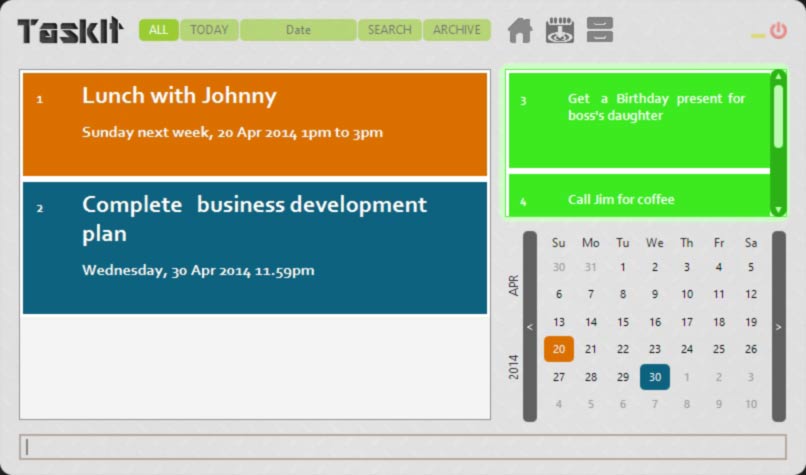 TaskIt ALL TODAY Date SEARCH ARCHIVE
1 Lunch with Johnny
Sunday next week, 20 Apr 2014 1pm to 3pm
2 Complete business development
plan
Wednesday, 30 Apr 2014 11.59pm
3 Get a Birthday present for
boss's daughter
4 Call Jim for coffee
APR
2014
<
>
Su Mo Tu We Th Fr Sa
30 31 1 2 3 4 5
6 7 8 9 10 11 12
13 14 15 16 17 18 19
20 21 22 23 24 25 26
27 28 29 30 1 2 3
4 5 6 7 8 9 10